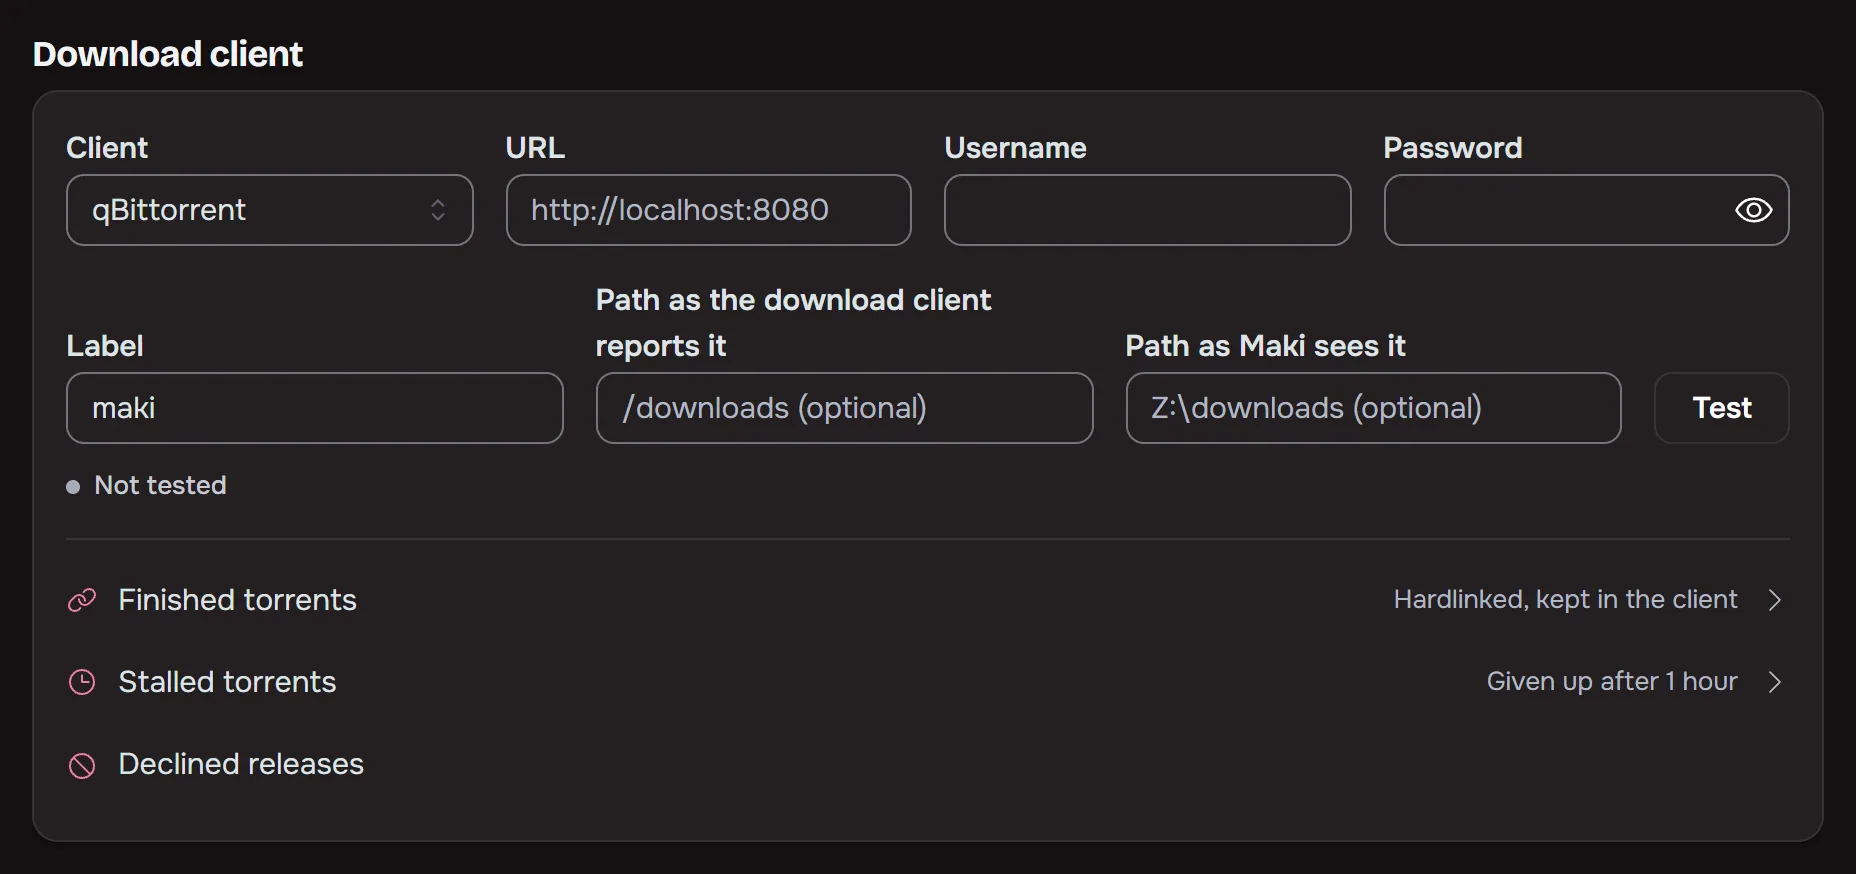 Download client
Client
URL
Username
Password
qBittorrent
http://localhost:8080
Label
Path as the download client
reports it
Path as Maki sees it
maki
/downloads (optional)
Z:\downloads (optional)
Test
Not tested
Finished torrents
Hardlinked, kept in the client
Stalled torrents
Given up after 1 hour
Declined releases